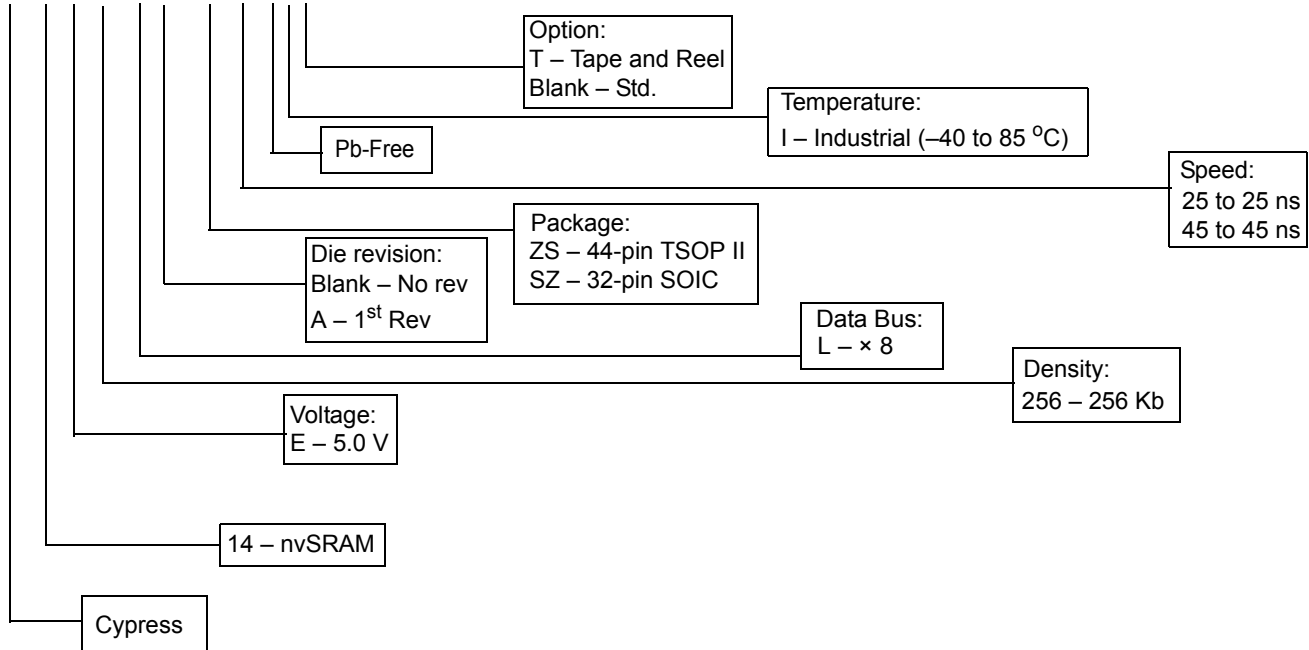 Option:
T – Tape and Reel
Blank – Std.
Temperature:
I – Industrial (–40 to 85 ºC)
Pb-Free
Speed:
25 to 25 ns
45 to 45 ns
Package:
ZS – 44-pin TSOP II
SZ – 32-pin SOIC
Die revision:
Blank – No rev
A – 1st Rev
Data Bus:
L – × 8
Density:
256 – 256 Kb
Voltage:
E – 5.0 V
14 – nvSRAM
Cypress